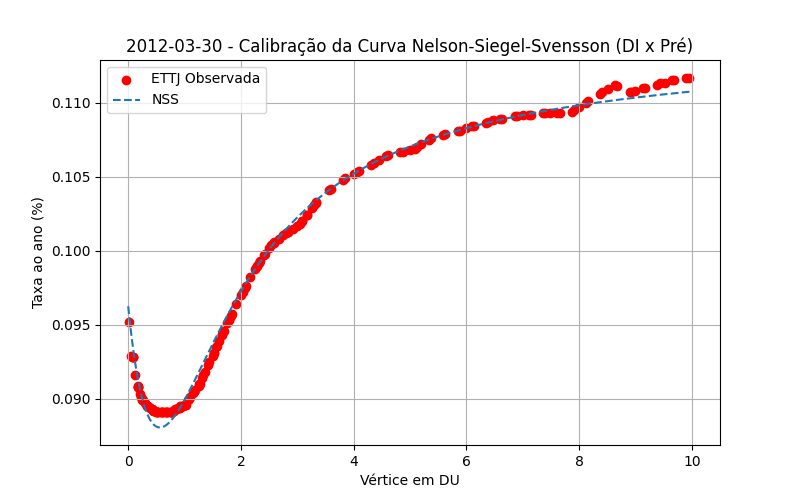 2012-03-30 - Calibração da Curva Nelson-Siegel-Svensson (DI x Pré)
ETTJ Observada
NSS
Taxa ao ano (%)
0.110
0.105
0.100
0.095
0.090
0 2 4 6 8 10
Vértice em DU